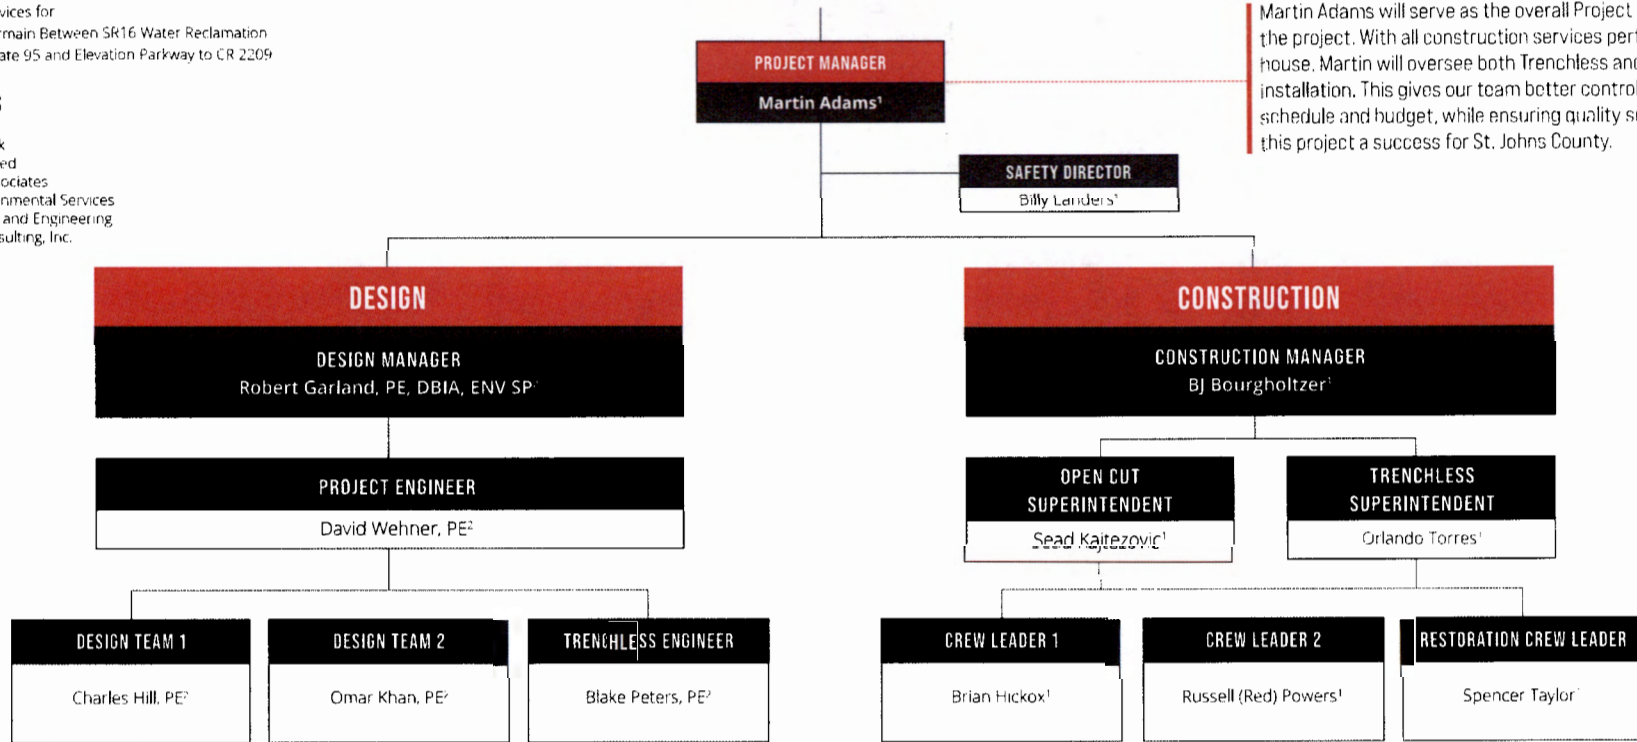 vices for
rmain Between SR16 Water Reclamation
ate 95 and Elevation Parkway to CR 2209
S
k
ed
ociates
nmental Services
and Engineering
sulting, Inc.
PROJECT MANAGER
Martin Adams¹
Martin Adams will serve as the overall Project
the project. With all construction services per
house, Martin will oversee both Trenchless and
installation. This gives our team better control
schedule and budget, while ensuring quality s
this project a success for St. Johns County.
SAFETY DIRECTOR
Billy Landers¹
DESIGN
DESIGN MANAGER
Robert Garland, PE, DBIA, ENV SP
PROJECT ENGINEER
David Wehner, PE²
DESIGN TEAM 1
Charles Hill, PE²
DESIGN TEAM 2
Omar Khan, PE²
TRENCHLESS ENGINEER
Blake Peters, PE²
CONSTRUCTION
CONSTRUCTION MANAGER
BJ Bourgholtzer¹
OPEN CUT
SUPERINTENDENT
Sead Kajtezovic¹
TRENCHLESS
SUPERINTENDENT
Orlando Torres¹
CREW LEADER 1
Brian Hickox¹
CREW LEADER 2
Russell (Red) Powers¹
RESTORATION CREW LEADER
Spencer Taylor